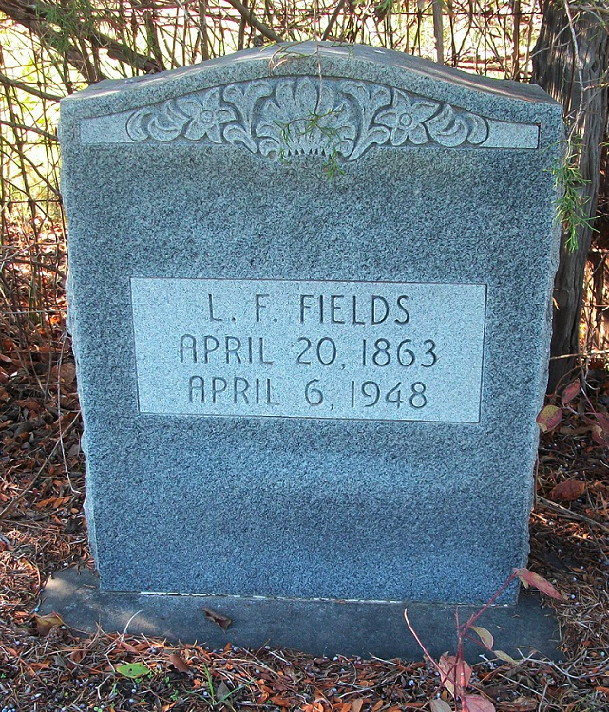 L. F. FIELDS
APRIL 20, 1863
APRIL 6, 1948